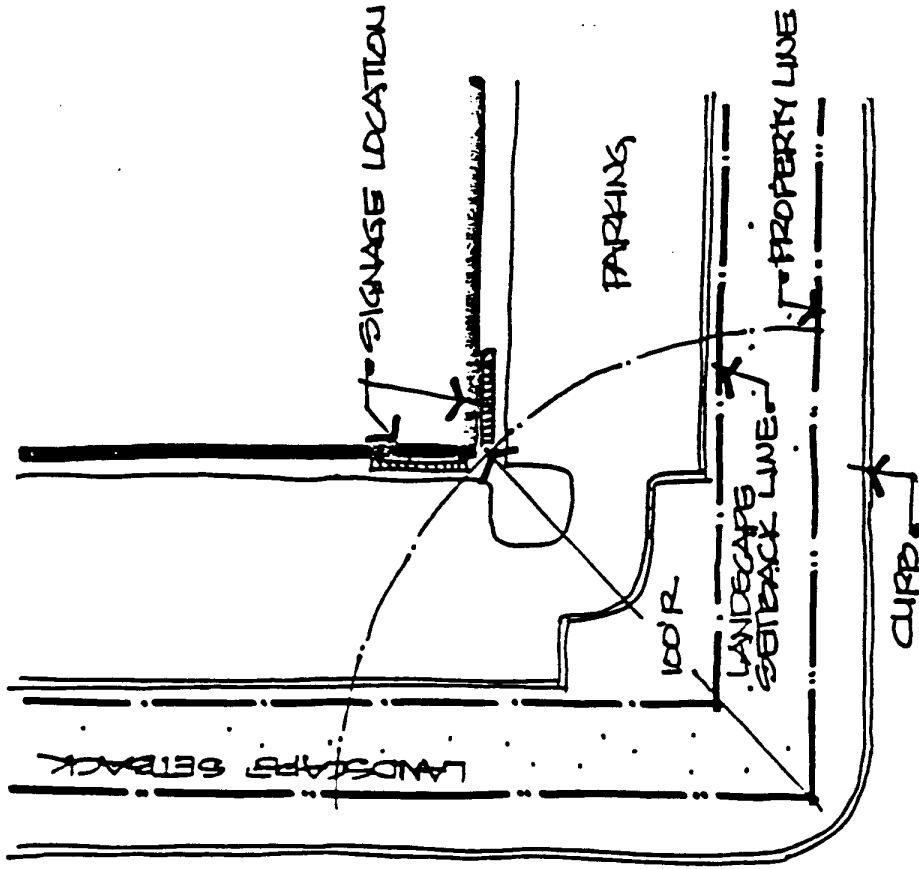 SIGNAGE LOCATION
PARKING
PROPERTY LINE
LANDSCAPE
SETBACK LINE
100'R
CURB
LANDSCAPE SETBACK